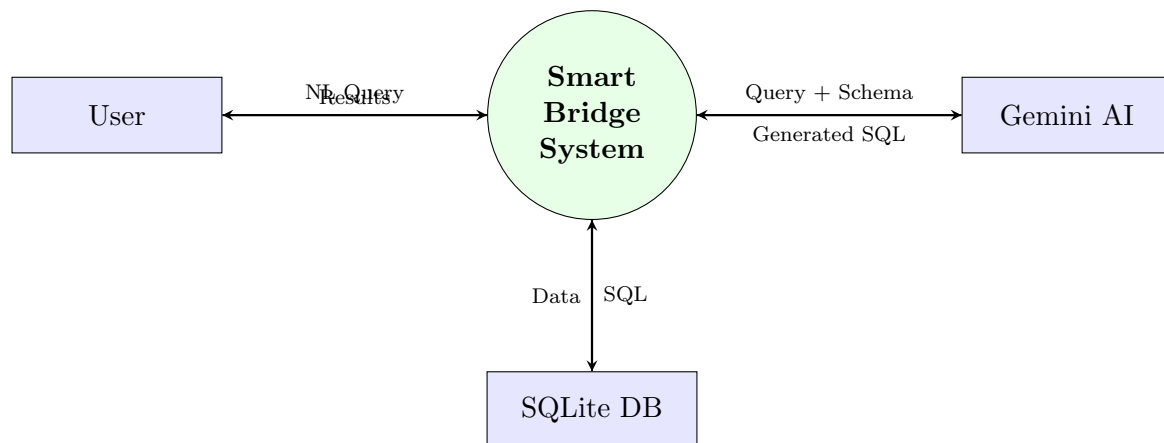 Smart
Bridge
System
User
NL Query
Results
Query + Schema
Generated SQL
Gemini AI
Data
SQL
SQLite DB